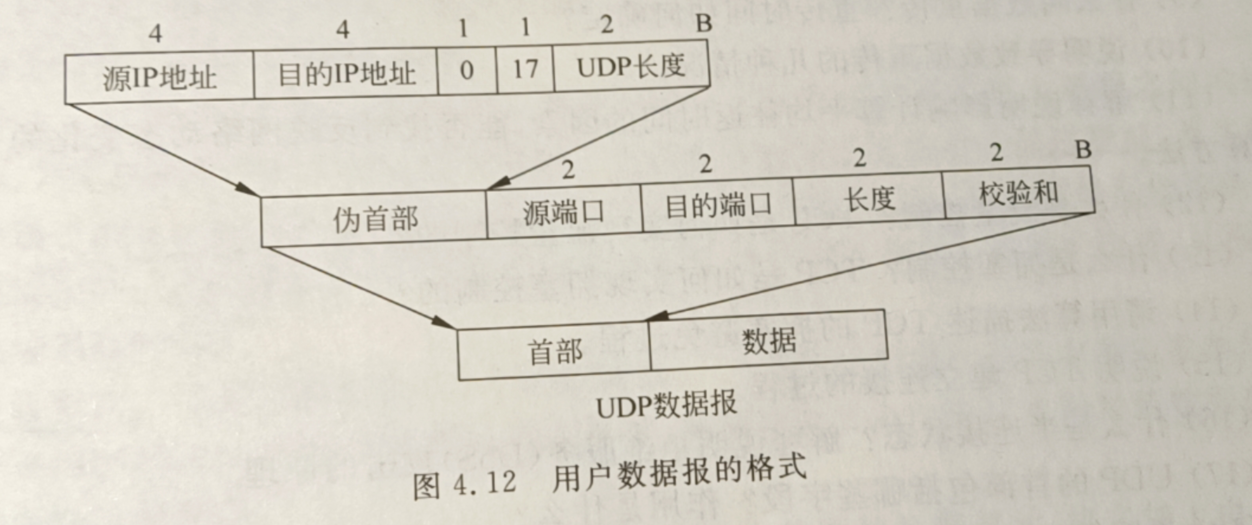 4 4 1 1 2 B
源IP地址 目的IP地址 0 17 UDP长度
2 2 2 2 B
伪首部 源端口 目的端口 长度 校验和
首部 数据
UDP数据报
图 4.12 用户数据报的格式